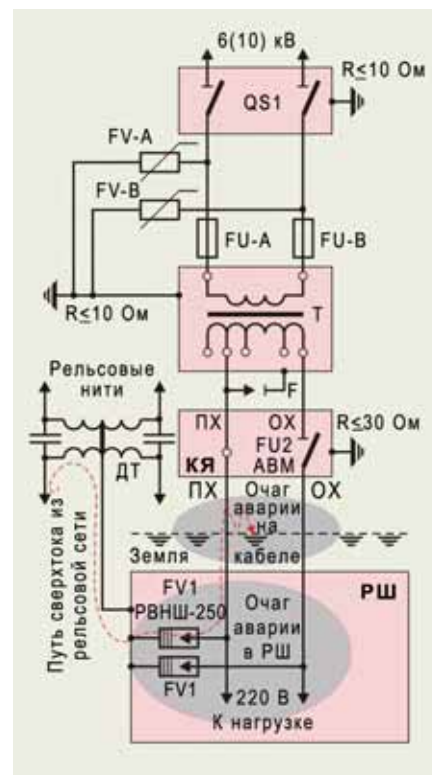 6(10) кВ
R≤10 Ом
QS1
FV-A
FV-B
FU-A
FU-B
R≤10 Ом
T
Рельсовые
нити
F
ПХ
ОХ
R≤30 Ом
FU2
КЯ
АВМ
ДТ
ПХ
Очаг
аварии
на
кабеле
ОХ
Земля
Путь сверхтока из
рельсовой сети
FV1
РВНШ-250
Очаг
аварии
в РШ
РШ
FV1
220 В
К нагрузке